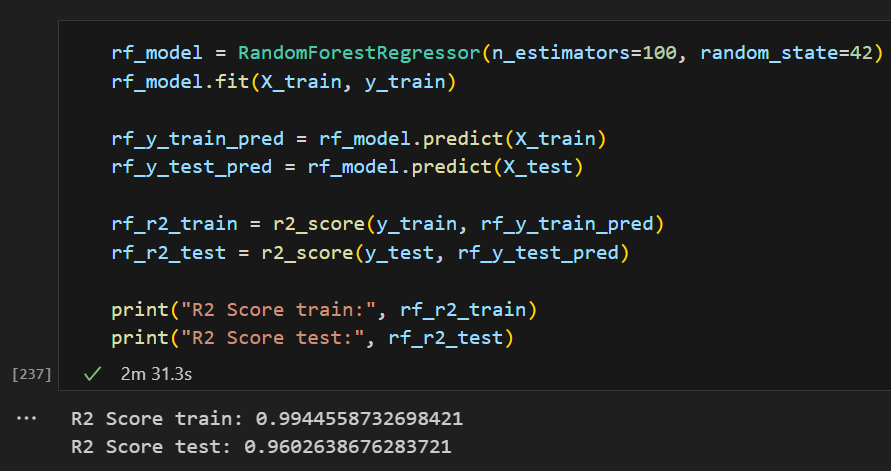 rf_model = RandomForestRegressor(n_estimators=100, random_state=42)
rf_model.fit(X_train, y_train)
rf_y_train_pred = rf_model.predict(X_train)
rf_y_test_pred = rf_model.predict(X_test)
rf_r2_train = r2_score(y_train, rf_y_train_pred)
rf_r2_test = r2_score(y_test, rf_y_test_pred)
print("R2 Score train:", rf_r2_train)
print("R2 Score test:", rf_r2_test)
[237] ✓ 2m 31.3s
... R2 Score train: 0.9944558732698421
R2 Score test: 0.9602638676283721